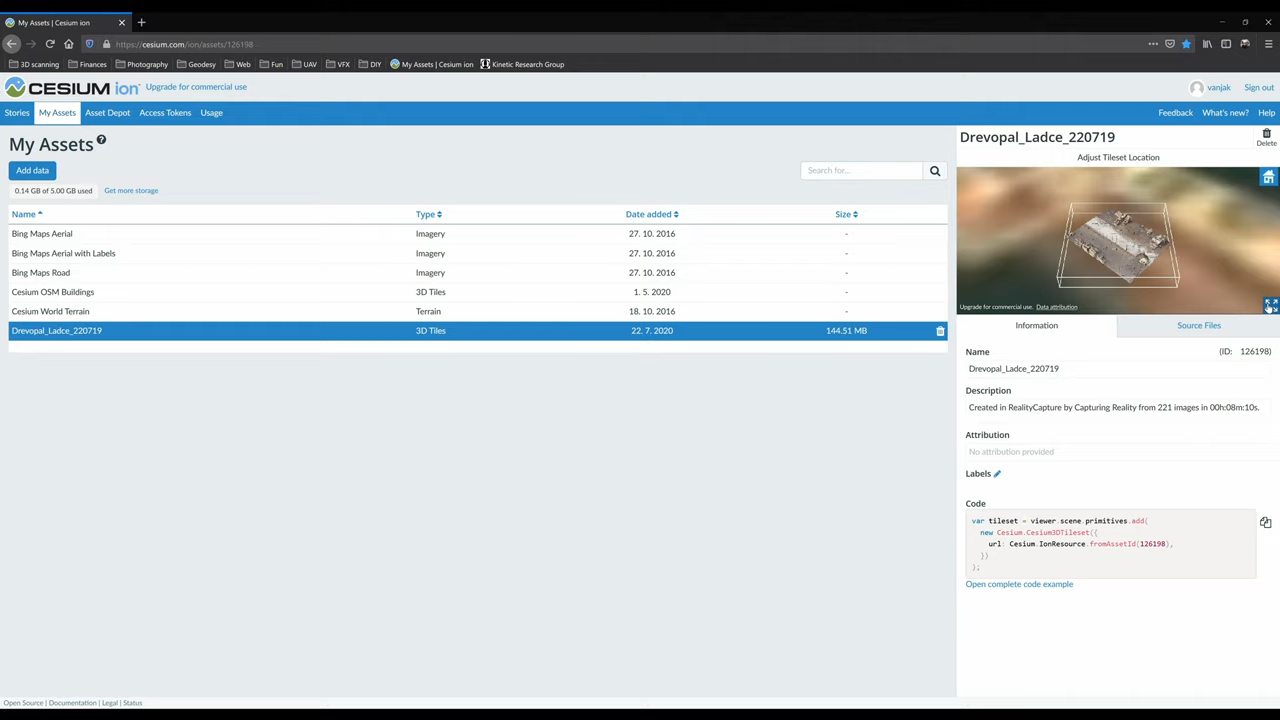 My Assets | Cesium ion
https://cesium.com/ion/assets/126198
3D scanning Finances Photography Geodesy Web Fun UAV VFX DIY My Assets | Cesium ion Kinetic Research Group
CESIUM ion Upgrade for commercial use vanjak Sign out
Stories My Assets Asset Depot Access Tokens Usage Feedback What's new? Help
My Assets ?
Add data
Search for...
0.14 GB of 5.00 GB used Get more storage
Name Type Date added Size
Bing Maps Aerial Imagery 27. 10. 2016 -
Bing Maps Aerial with Labels Imagery 27. 10. 2016 -
Bing Maps Road Imagery 27. 10. 2016 -
Cesium OSM Buildings 3D Tiles 1. 5. 2020 -
Cesium World Terrain Terrain 18. 10. 2016 -
Drevopal_Ladce_220719 3D Tiles 22. 7. 2020 144.51 MB
Drevopal_Ladce_220719
Delete
Adjust Tileset Location
Upgrade for commercial use. Data attribution
Information Source Files
Name (ID: 126198)
Drevopal_Ladce_220719
Description
Created in RealityCapture by Capturing Reality from 221 images in 00h:08m:10s.
Attribution
No attribution provided
Labels
Code
var tileset = viewer.scene.primitives.add(
new Cesium.Cesium3DTileset({
url: Cesium.IonResource.fromAssetId(126198),
})
);
Open complete code example
Open Source | Documentation | Legal | Status